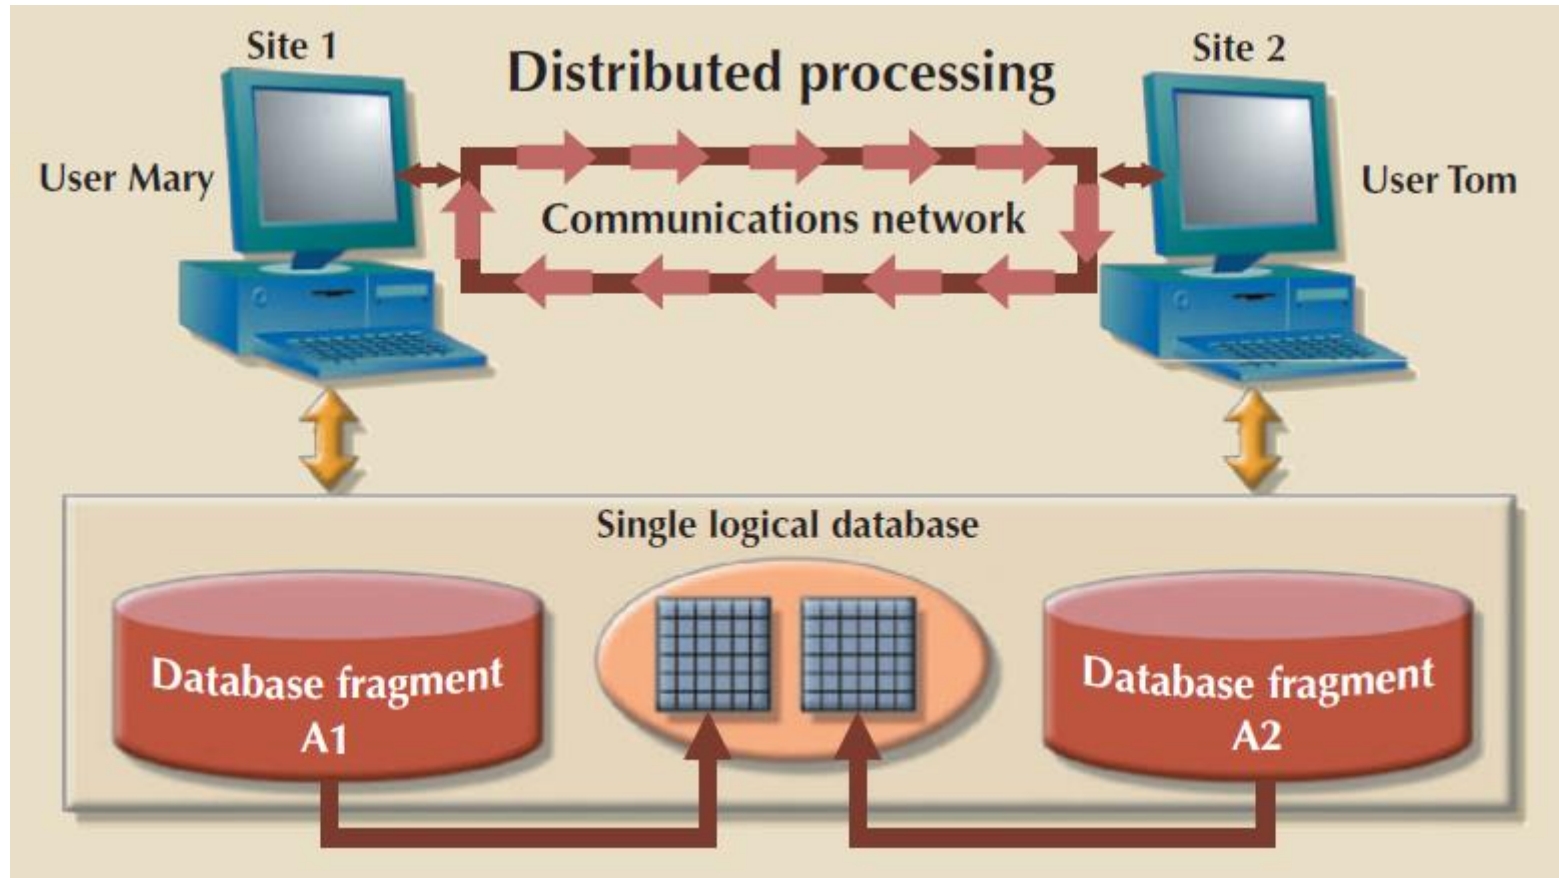 Site 1
Distributed processing
Site 2
User Mary
Communications network
User Tom
Single logical database
Database fragment
A1
Database fragment
A2